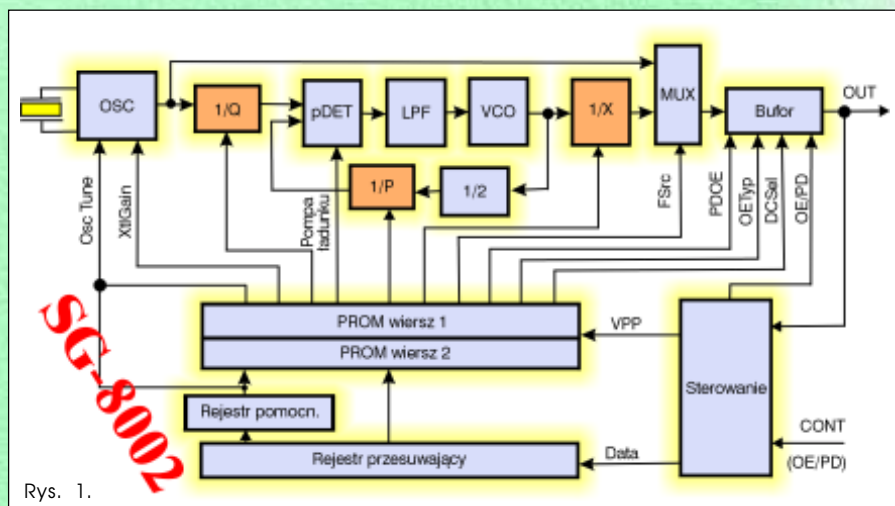 OSC
1/Q
pDET
LPF
VCO
1/X
MUX
Bufor
OUT
1/P
1/2
Osc Tune
XtlGain
Pompa
ładunku
FSrc
PDOE
OETyp
DCSel
OE/PD
PROM wiersz 1
PROM wiersz 2
VPP
Sterowanie
SG-8002
Rejestr pomocn.
Rejestr przesuwający
Data
CONT
(OE/PD)
Rys. 1.